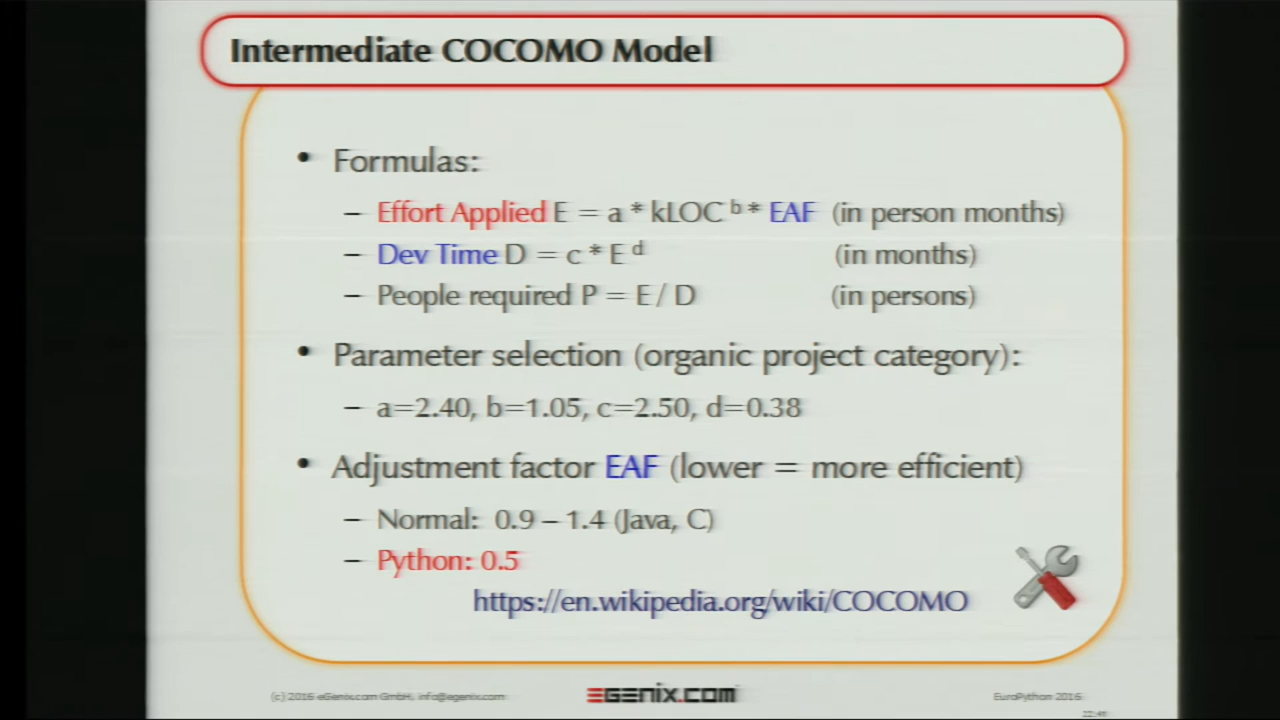 Intermediate COCOMO Model
• Formulas:
– Effort Applied E = a * kLOC b * EAF (in person months)
– Dev Time D = c * E d (in months)
– People required P = E / D (in persons)
• Parameter selection (organic project category):
– a=2.40, b=1.05, c=2.50, d=0.38
• Adjustment factor EAF (lower = more efficient)
– Normal: 0.9 – 1.4 (Java, C)
– Python: 0.5
https://en.wikipedia.org/wiki/COCOMO
(c) 2016 eGenix.com GmbH, info@egenix.com
EGENIX.COM
EuroPython 2016